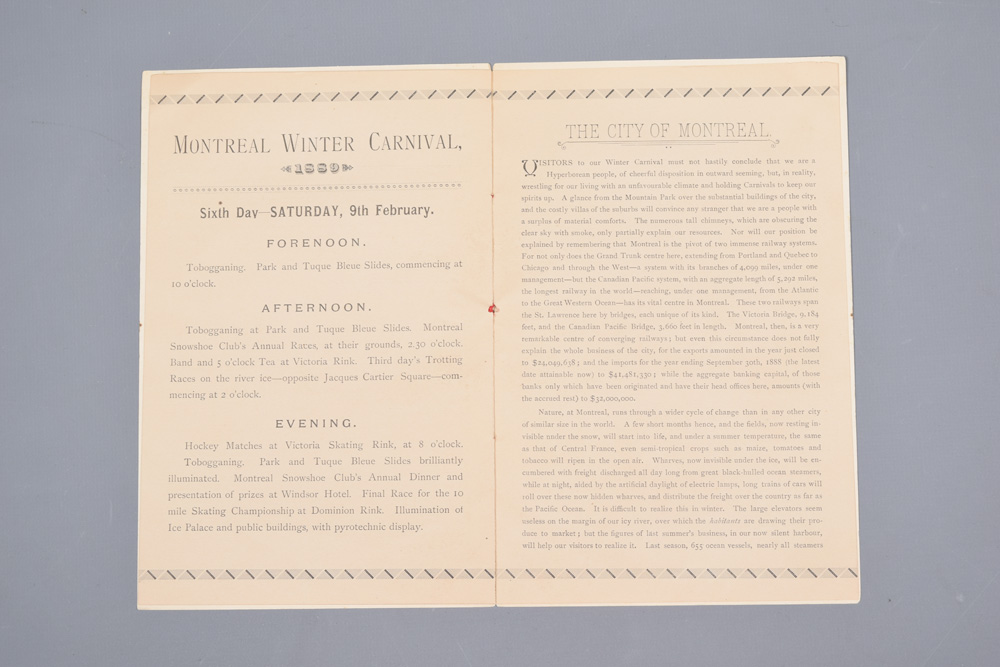 MONTREAL WINTER CARNIVAL,
1889
Sixth Day—SATURDAY, 9th February.
FORENOON.
Tobogganing. Park and Tuque Bleue Slides, commencing at
10 o'clock.
AFTERNOON.
Tobogganing at Park and Tuque Bleue Slides. Montreal
Snowshoe Club's Annual Races, at their grounds, 2.30 o'clock.
Band and 5 o'clock Tea at Victoria Rink. Third day's Trotting
Races on the river ice—opposite Jacques Cartier Square—com-
mencing at 2 o'clock.
EVENING.
Hockey Matches at Victoria Skating Rink, at 8 o'clock.
Tobogganing. Park and Tuque Bleue Slides brilliantly
illuminated. Montreal Snowshoe Club's Annual Dinner and
presentation of prizes at Windsor Hotel. Final Race for the 10
mile Skating Championship at Dominion Rink. Illumination of
Ice Palace and public buildings, with pyrotechnic display.
THE CITY OF MONTREAL.
VISITORS to our Winter Carnival must not hastily conclude that we are a
Hyperborean people, of cheerful disposition in outward seeming, but, in reality,
wrestling for our living with an unfavourable climate and holding Carnivals to keep our
spirits up. A glance from the Mountain Park over the substantial buildings of the city,
and the costly villas of the suburbs will convince any stranger that we are a people with
a surplus of material comforts. The numerous tall chimneys, which are obscuring the
clear sky with smoke, only partially explain our resources. Nor will our position be
explained by remembering that Montreal is the pivot of two immense railway systems.
For not only does the Grand Trunk centre here, extending from Portland and Quebec to
Chicago and through the West—a system with its branches of 4,093 miles, under one
management—but the Canadian Pacific system, with an aggregate length of 5,292 miles,
the longest railway in the world—reaching, under one management, from the Atlantic
to the Great Western Ocean—has its vital centre in Montreal. These two railways span
the St. Lawrence here by bridges, each unique of its kind. The Victoria Bridge, 9,184
feet, and the Canadian Pacific Bridge, 3,660 feet in length. Montreal, then, is a very
remarkable centre of converging railways; but even this circumstance does not fully
explain the whole business of the city, for the exports amounted in the year just closed
to $24,049,638; and the imports for the year ending September 30th, 1888 (the latest
date attainable now) to $41,481,330; while the aggregate banking capital, of those
banks only which have been originated and have their head offices here, amounts (with
the accrued rest) to $32,000,000.
Nature, at Montreal, runs through a wider cycle of change than in any other city
of similar size in the world. A few short months hence, and the fields, now resting in-
visible under the snow, will start into life, and under a summer temperature, the same
as that of Central France, even semi-tropical crops such as maize, tomatoes and
tobacco will ripen in the open air. Wharves, now invisible under the ice, will be en-
cumbered with freight discharged all day long from great black-hulled ocean steamers,
while at night, aided by the artificial daylight of electric lamps, long trains of cars will
roll over these now hidden wharves, and distribute the freight over the country as far as
the Pacific Ocean. It is difficult to realise this in winter. The large elevators seem
useless on the margin of our icy river, over which the habitants are drawing their pro-
duce to market; but the figures of last summer's business, in our now silent harbour,
will help our visitors to realize it. Last season, 655 ocean vessels, nearly all steamers